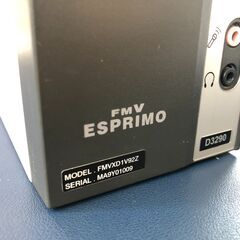 FMV
ESPRIMO
D3290
MODEL. FMVXD1V92Z
SERIAL. MA9Y01009